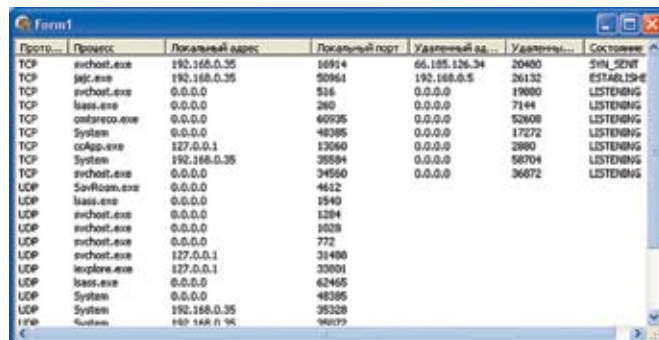 Form1
Прото... Процесс Локальный адрес Локальный порт Удаленный ад... Удаленны... Состояние
TCP svchost.exe 192.168.0.35 16914 66.185.126.34 20480 SYN_SENT
TCP jajc.exe 192.168.0.35 50961 192.168.0.5 26132 ESTABLISHE
TCP svchost.exe 0.0.0.0 516 0.0.0.0 19880 LISTENING
TCP lsass.exe 0.0.0.0 260 0.0.0.0 7144 LISTENING
TCP omtsreco.exe 0.0.0.0 60935 0.0.0.0 52608 LISTENING
TCP System 0.0.0.0 48385 0.0.0.0 17272 LISTENING
TCP ccApp.exe 127.0.0.1 13060 0.0.0.0 2880 LISTENING
TCP System 192.168.0.35 35584 0.0.0.0 58704 LISTENING
TCP svchost.exe 0.0.0.0 34560 0.0.0.0 36872 LISTENING
UDP SavRoam.exe 0.0.0.0 4612
UDP lsass.exe 0.0.0.0 1540
UDP svchost.exe 0.0.0.0 1284
UDP svchost.exe 0.0.0.0 1028
UDP svchost.exe 0.0.0.0 772
UDP svchost.exe 127.0.0.1 31488
UDP iexplore.exe 127.0.0.1 33801
UDP lsass.exe 0.0.0.0 62465
UDP System 0.0.0.0 48385
UDP System 192.168.0.35 35328
UDP System 192.168.0.35